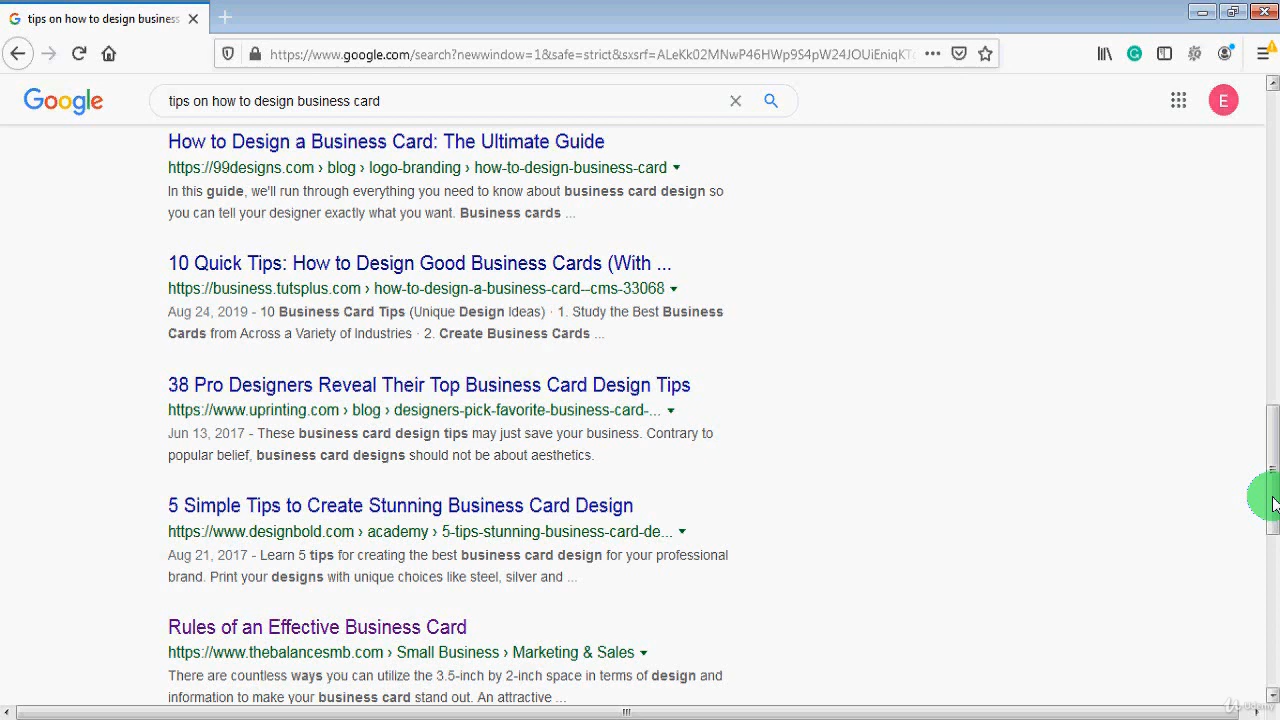 tips on how to design business
https://www.google.com/search?newwindow=1&safe=strict&sxsrf=ALeKk02MNwP46HWp9S4pW24JOUiEniqKT
Google
tips on how to design business card
E
How to Design a Business Card: The Ultimate Guide
https://99designs.com › blog › logo-branding › how-to-design-business-card
In this guide, we'll run through everything you need to know about business card design so
you can tell your designer exactly what you want. Business cards ...
10 Quick Tips: How to Design Good Business Cards (With ...
https://business.tutsplus.com › how-to-design-a-business-card--cms-33068
Aug 24, 2019 - 10 Business Card Tips (Unique Design Ideas) · 1. Study the Best Business
Cards from Across a Variety of Industries · 2. Create Business Cards ...
38 Pro Designers Reveal Their Top Business Card Design Tips
https://www.uprinting.com › blog › designers-pick-favorite-business-card-...
Jun 13, 2017 - These business card design tips may just save your business. Contrary to
popular belief, business card designs should not be about aesthetics.
5 Simple Tips to Create Stunning Business Card Design
https://www.designbold.com › academy › 5-tips-stunning-business-card-de...
Aug 21, 2017 - Learn 5 tips for creating the best business card design for your professional
brand. Print your designs with unique choices like steel, silver and ...
Rules of an Effective Business Card
https://www.thebalancesmb.com › Small Business › Marketing & Sales
There are countless ways you can utilize the 3.5-inch by 2-inch space in terms of design and
information to make your business card stand out. An attractive ...
Udemy